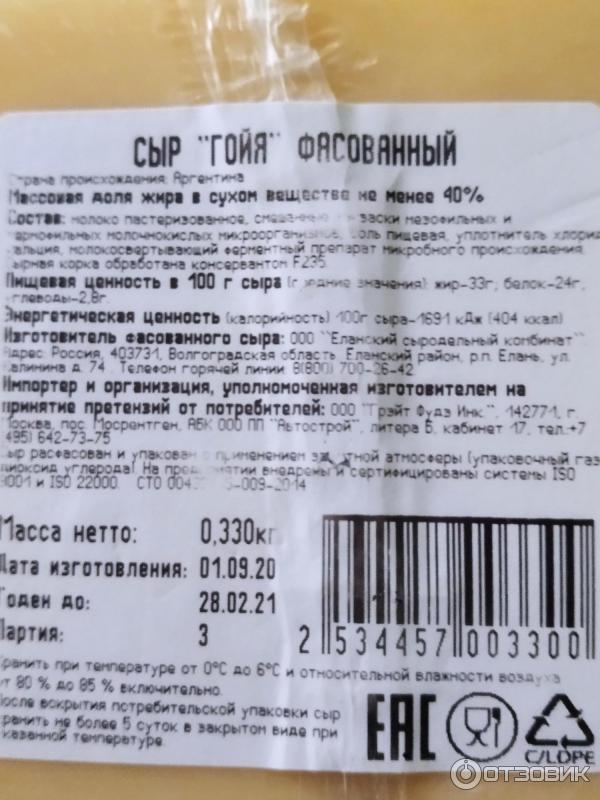 СЫР "ГОЙЯ" ФАСОВАННЫЙ
Страна происхождения: Аргентина
Массовая доля жира в сухом веществе не менее 40%
Состав: молоко пастеризованное, мезофильных и
термофильных молочнокислых микроорганизмов, соль пищевая, уплотнитель хлорид
кальция, молокосвертывающий ферментный препарат микробного происхождения.
Сырная корка обработана консервантом Е235.
Пищевая ценность в 100 г сыра (средние значения): жир-33г; белок-24г,
углеводы-2,8г.
Энергетическая ценность (калорийность) 100г сыра-1691 кДж (404 ккал)
Изготовитель фасованного сыра: ООО "Еланский сыродельный комбинат"
Адрес: Россия, 403731, Волгоградская область, Еланский район, р.п. Елань, ул.
Калинина д. 74 . Телефон горячей линии: 8(800) 700-26-42
Импортер и организация, уполномоченная изготовителем на
принятие претензий от потребителей: ООО "Грэйт Фудз Инк.", 142771, г.
Москва, пос. Мосрентген, АБК ООО ПП "Автострой", литера Б, кабинет 17, тел.:+7
(495) 642-73-75
Сыр расфасован и упакован с применением защитной атмосферы (упаковочный газ
диоксид углерода). На предприятии внедрены и сертифицированы системы ISO
9001 и ISO 22000. СТО
Масса нетто: 0,330кг
Дата изготовления: 01.09.20
Годен до: 28.02.21
Партия: 3
2 534457 003300
Хранить при температуре от 0°С до 6°С и относительной влажности воздуха
от 80 % до 85 % включительно.
После вскрытия потребительской упаковки сыр
хранить не более 5 суток в закрытом виде при
указанной температуре.
EAC
C/LDPE
ОТЗОВИК